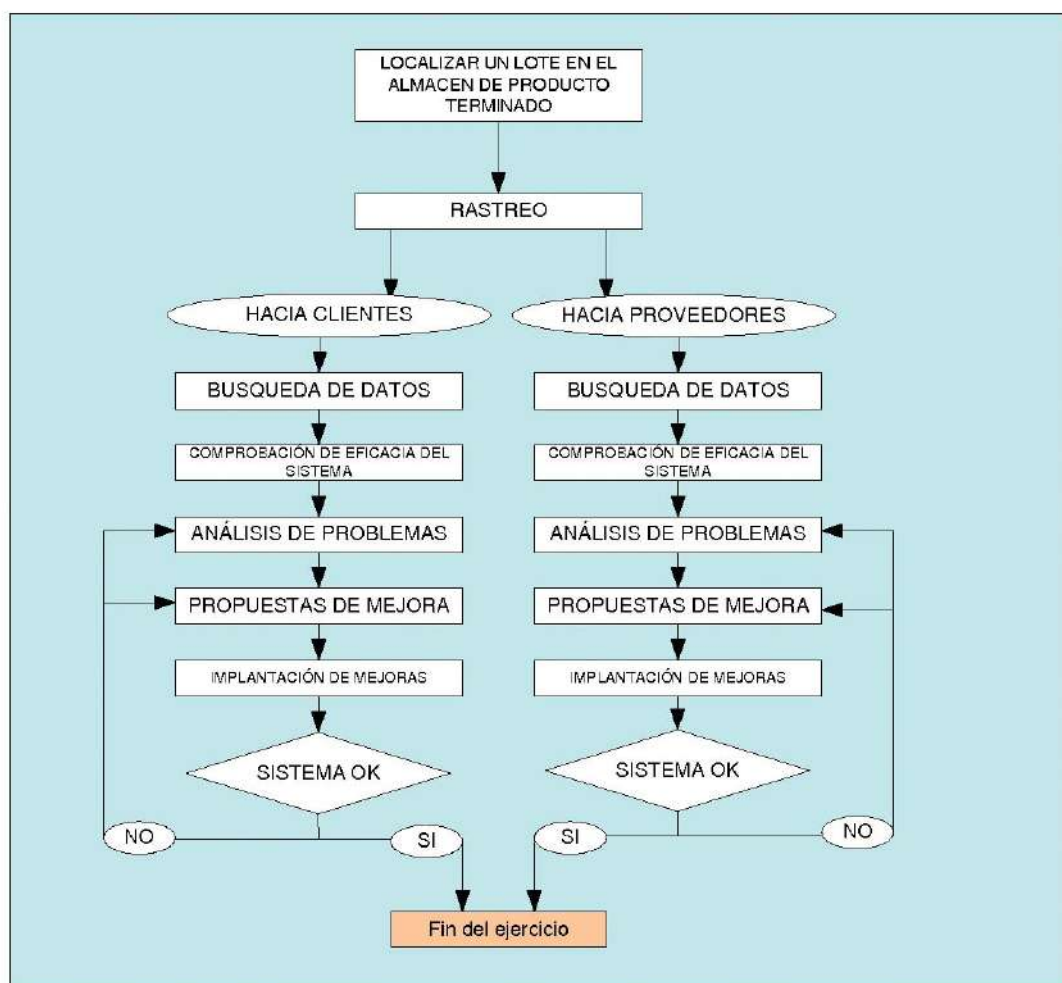 LOCALIZAR UN LOTE EN EL
ALMACEN DE PRODUCTO
TERMINADO
RASTREO
HACIA CLIENTES
HACIA PROVEEDORES
BUSQUEDA DE DATOS
BUSQUEDA DE DATOS
COMPROBACIÓN DE EFICACIA DEL
SISTEMA
COMPROBACIÓN DE EFICACIA DEL
SISTEMA
ANÁLISIS DE PROBLEMAS
ANÁLISIS DE PROBLEMAS
PROPUESTAS DE MEJORA
PROPUESTAS DE MEJORA
IMPLANTACIÓN DE MEJORAS
IMPLANTACIÓN DE MEJORAS
SISTEMA OK
SISTEMA OK
NO
SI
SI
NO
Fin del ejercicio